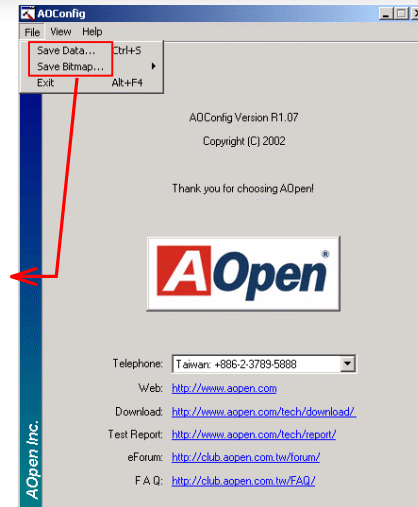 AOConfig
File View Help
Save Data... Ctrl+S
Save Bitmap...
Exit Alt+F4
AOConfig Version R1.07
Copyright (C) 2002
Thank you for choosing AOpen!
AOpen®
Telephone: Taiwan: +886-2-3789-5888
Web: http://www.aopen.com
Download: http://www.aopen.com/tech/download/
Test Report: http://www.aopen.com/tech/report/
eForum: http://club.aopen.com.tw/forum/
F A Q: http://club.aopen.com.tw/FAQ/
AOpen Inc.